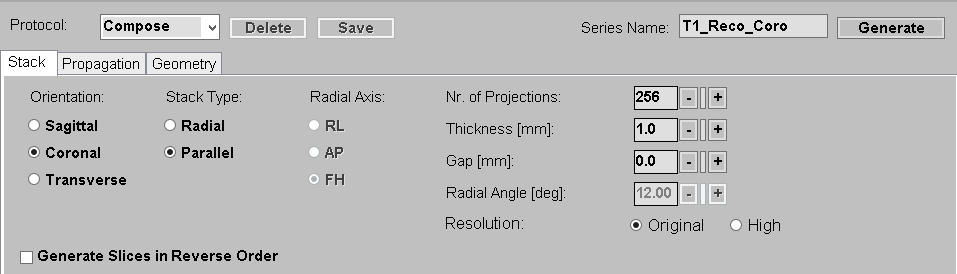 Protocol: Compose Delete Save Series Name: T1_Reco_Coro Generate
Stack Propagation Geometry
Orientation: Stack Type: Radial Axis: Nr. of Projections: 256 - +
Sagittal Radial RL Thickness [mm]: 1.0 - +
Coronal Parallel AP Gap [mm]: 0.0 - +
Transverse FH Radial Angle [deg]: 12.00 - +
Resolution: Original High
Generate Slices in Reverse Order